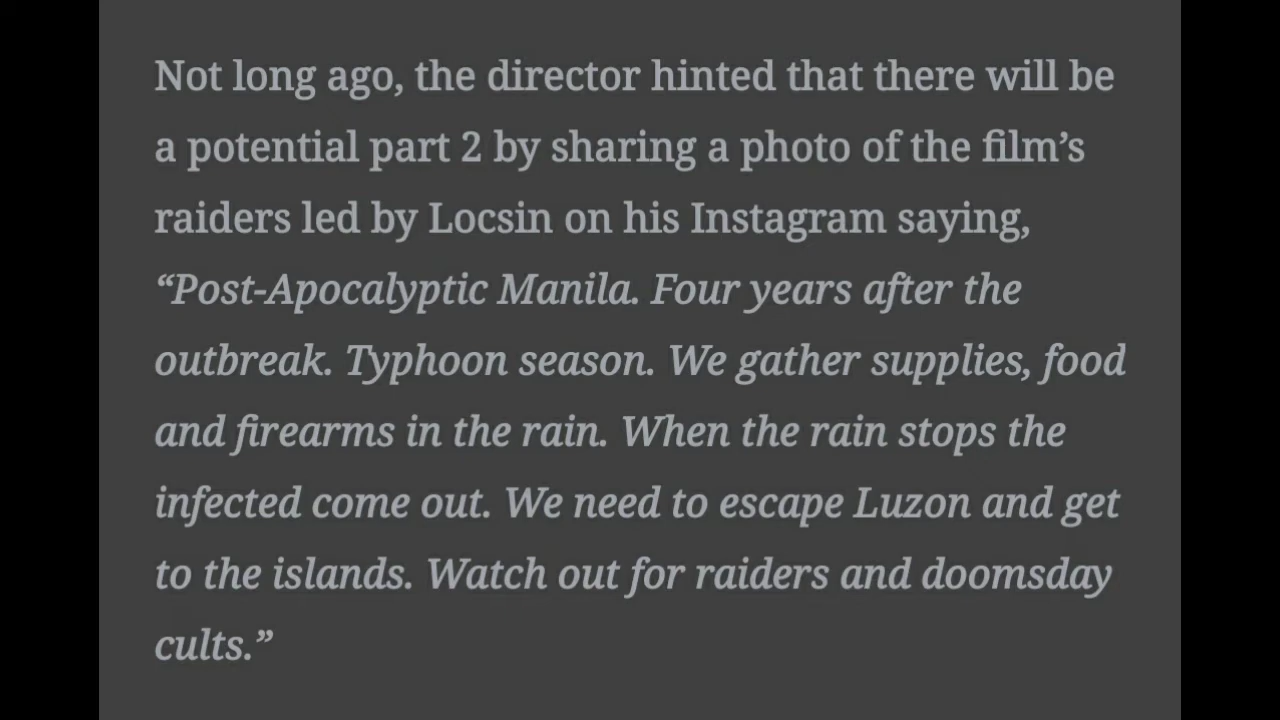 Not long ago, the director hinted that there will be
a potential part 2 by sharing a photo of the film’s
raiders led by Locsin on his Instagram saying,
“Post-Apocalyptic Manila. Four years after the
outbreak. Typhoon season. We gather supplies, food
and firearms in the rain. When the rain stops the
infected come out. We need to escape Luzon and get
to the islands. Watch out for raiders and doomsday
cults.”